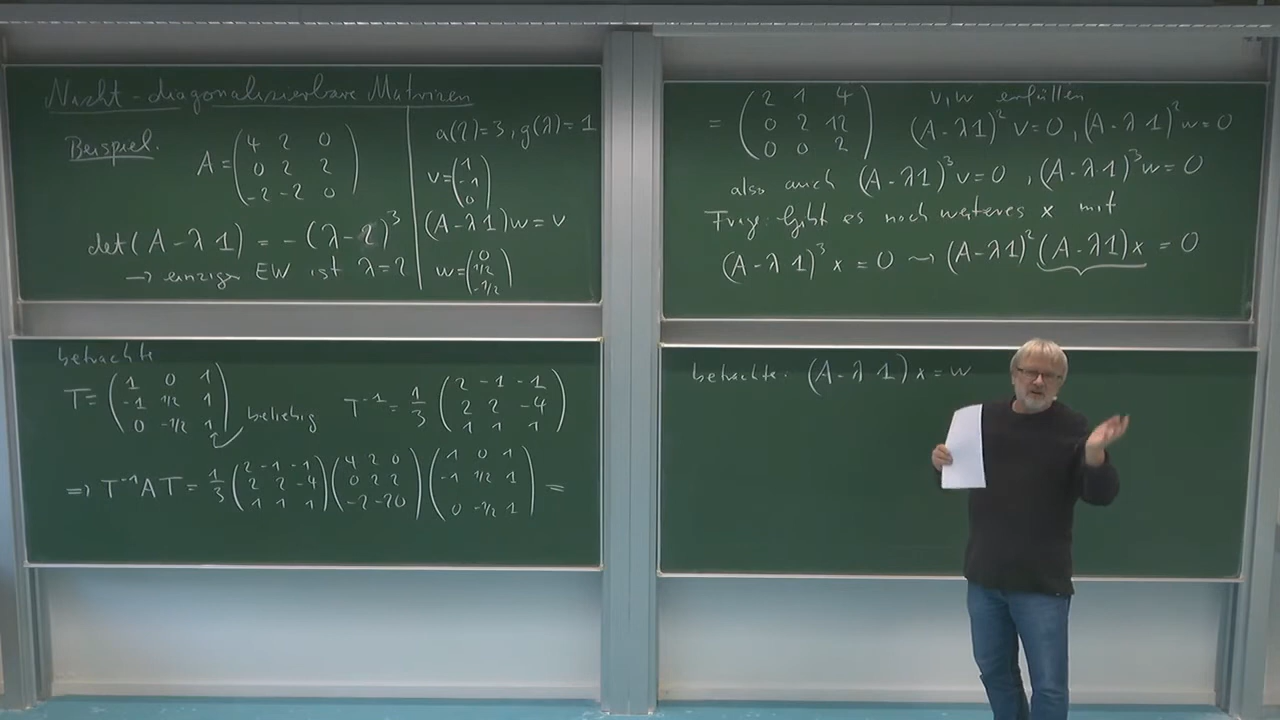 Nicht-diagonalisierbare Matrizen
Beispiel. A = ( 4 2 0
0 2 2
-2 -2 0 )
det(A - λ1) = -(λ-2)³
→ einziger EW ist λ=2
a(2)=3, g(λ)=1
v = ( 1
-1
0 )
(A - λ1)w = v
w = ( 0
1/2
-1/2 )
betrachte
T = ( 1 0 1
-1 1/2 1
0 -1/2 1 )
beliebig
T⁻¹ = 1/3 ( 2 -1 -1
2 2 -4
1 1 1 )
⇒ T⁻¹AT = 1/3 ( 2 -1 -1
2 2 -4
1 1 1 ) ( 4 2 0
0 2 2
-2 -2 0 ) ( 1 0 1
-1 1/2 1
0 -1/2 1 ) =
= ( 2 1 4
0 2 12
0 0 2 )
v,w erfüllen
(A - λ1)² v = 0, (A - λ1)² w = 0
also auch (A - λ1)³ v = 0, (A - λ1)³ w = 0
Frage: Gibt es noch weiteres x mit
(A - λ1)³ x = 0 ⇝ (A - λ1)² (A - λ1)x = 0
betrachte. (A - λ1)x = w